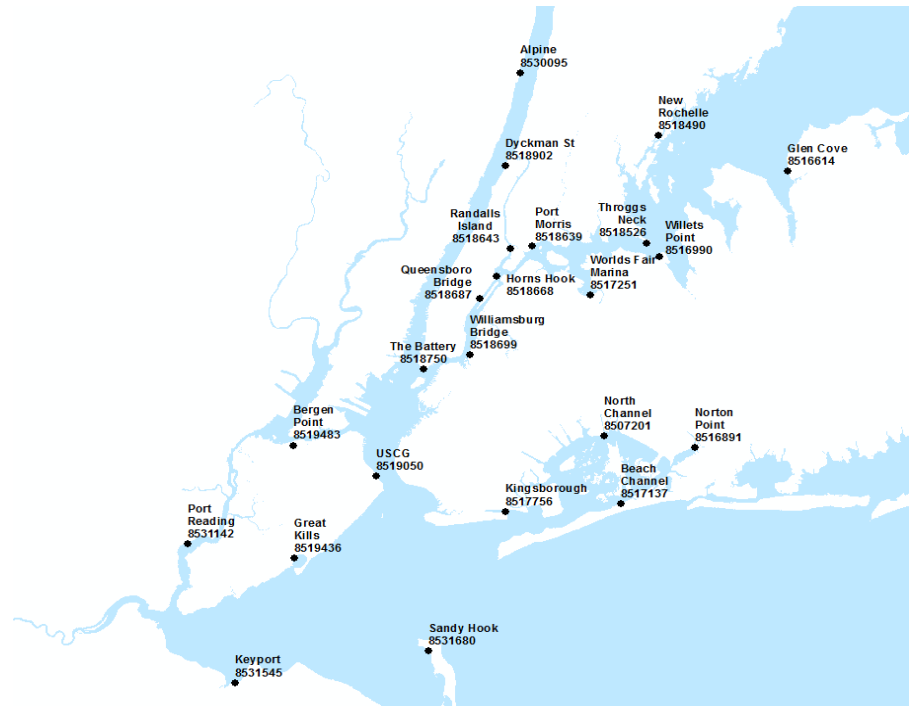 Alpine
8530095
New
Rochelle
8518490
Dyckman St
8518902
Glen Cove
8516614
Randalls
Island
8518643
Port
Morris
8518639
Throggs
Neck
8518526
Willets
Point
8516990
Queensboro
Bridge
8518687
Horns Hook
8518668
Worlds Fair
Marina
8517251
Williamsburg
Bridge
8518699
The Battery
8518750
Bergen
Point
8519483
North
Channel
8507201
Norton
Point
8516891
USCG
8519050
Kingsborough
8517756
Beach
Channel
8517137
Port
Reading
8531142
Great
Kills
8519436
Sandy Hook
8531680
Keyport
8531545